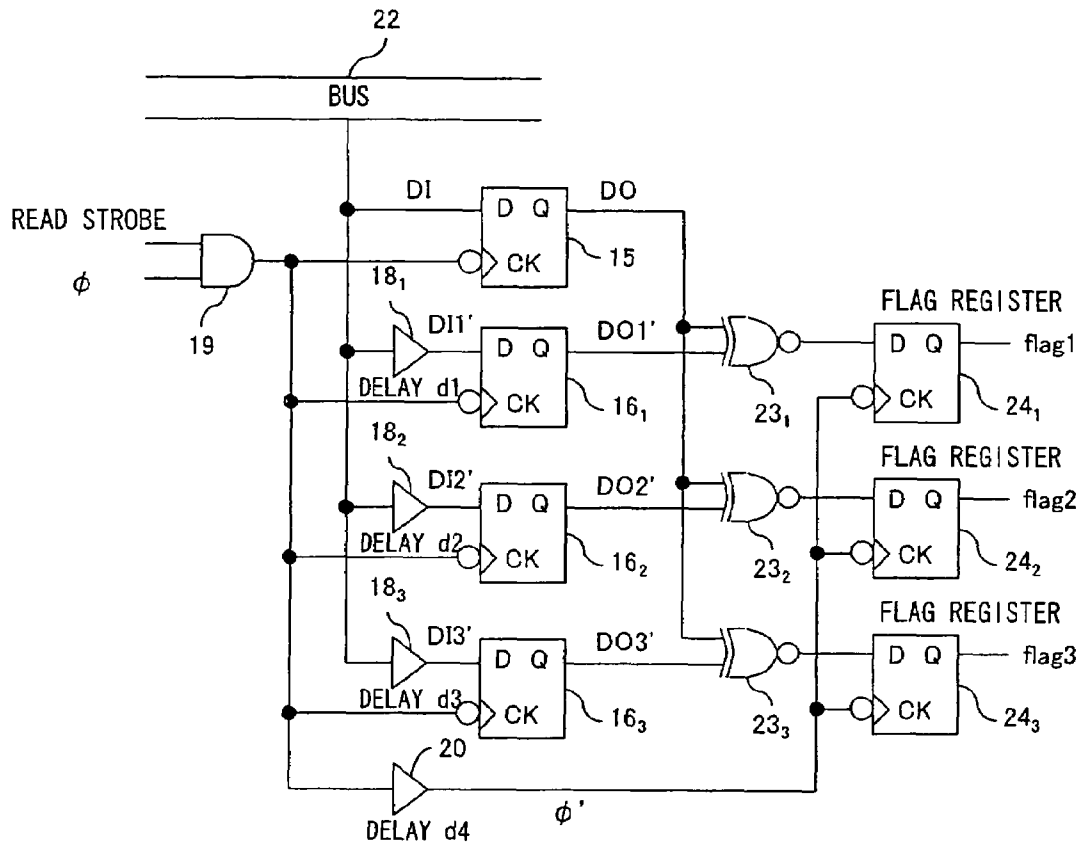 22
BUS
DI
DO
D Q
CK
15
READ STROBE
ϕ
19
18₁
DI1'
DELAY d1
D Q
CK
DO1'
16₁
23₁
FLAG REGISTER
D Q
CK
flag1
24₁
18₂
DI2'
DELAY d2
D Q
CK
DO2'
16₂
23₂
FLAG REGISTER
D Q
CK
flag2
24₂
18₃
DI3'
DELAY d3
D Q
CK
DO3'
16₃
23₃
FLAG REGISTER
D Q
CK
flag3
24₃
20
DELAY d4
ϕ'